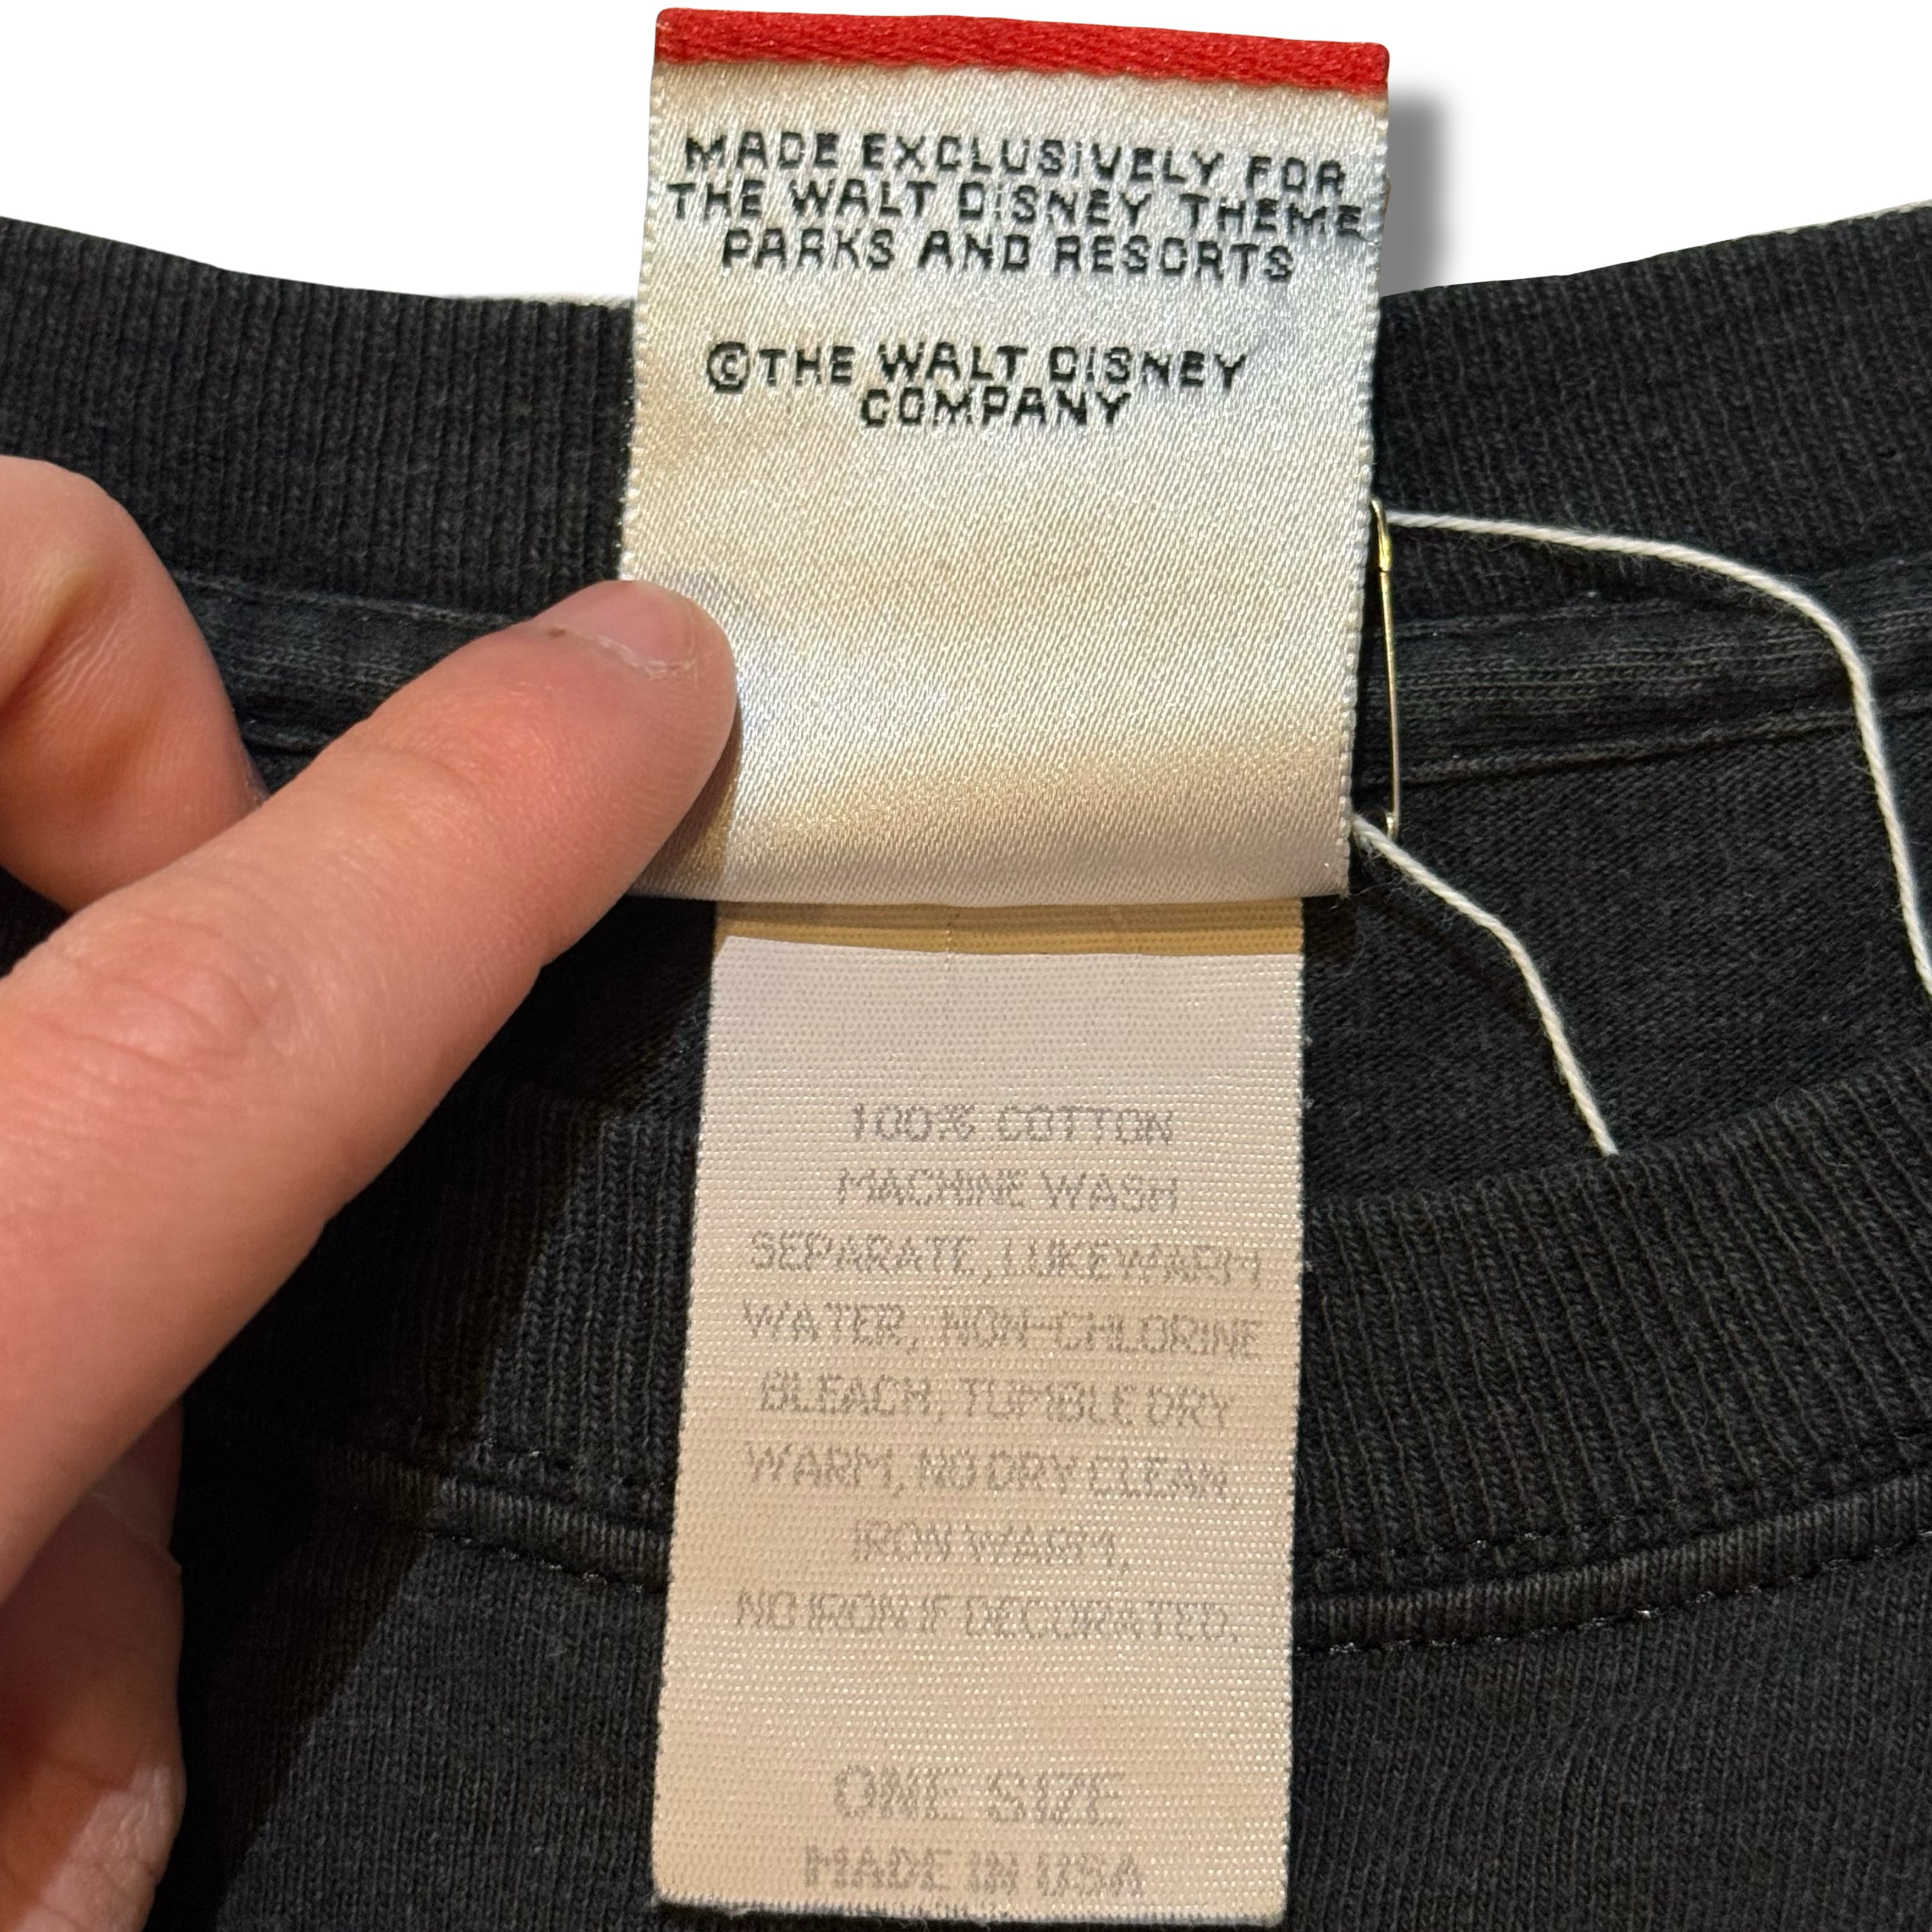 MADE EXCLUSIVELY FOR
THE WALT DISNEY THEME
PARKS AND RESORTS
©THE WALT DISNEY
COMPANY
100% COTTON
MACHINE WASH
SEPARATE, LUKEWARM
WATER, NON-CHLORINE
BLEACH, TUMBLE DRY
WARM, NO DRY CLEAN,
IRON WARM,
NO IRON IF DECORATED.
ONE SIZE
MADE IN USA